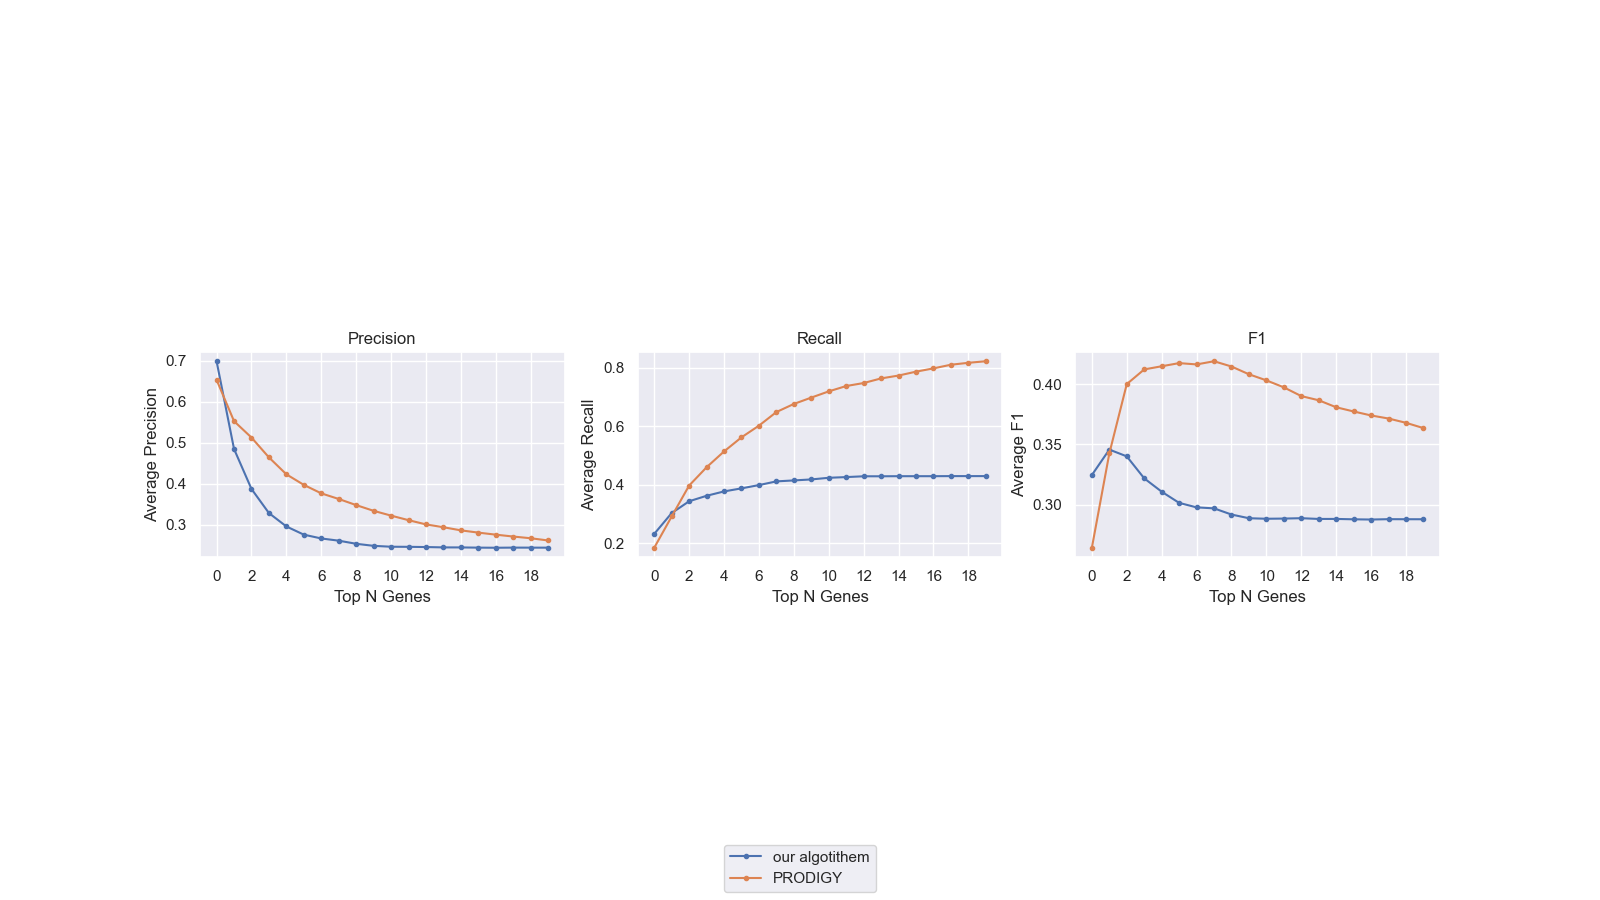 Precision
Average Precision
0.7
0.6
0.5
0.4
0.3
0 2 4 6 8 10 12 14 16 18
Top N Genes
Recall
Average Recall
0.8
0.6
0.4
0.2
0 2 4 6 8 10 12 14 16 18
Top N Genes
F1
Average F1
0.40
0.35
0.30
0 2 4 6 8 10 12 14 16 18
Top N Genes
our algotithem
PRODIGY